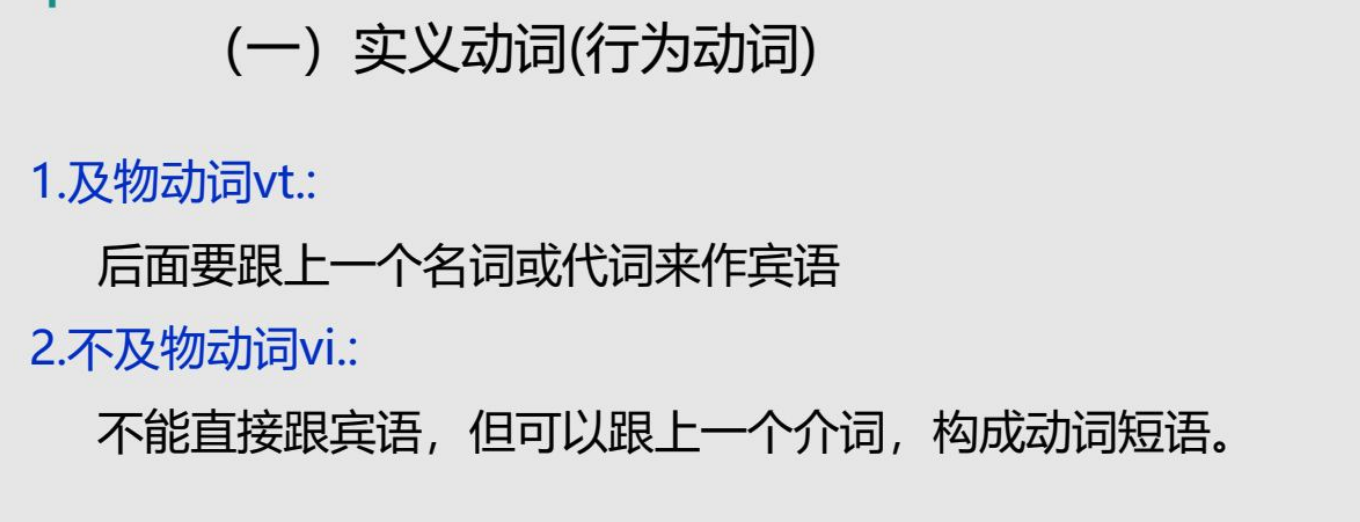 （一）实义动词(行为动词)
1.及物动词vt.:
后面要跟上一个名词或代词来作宾语
2.不及物动词vi.:
不能直接跟宾语，但可以跟上一个介词，构成动词短语。